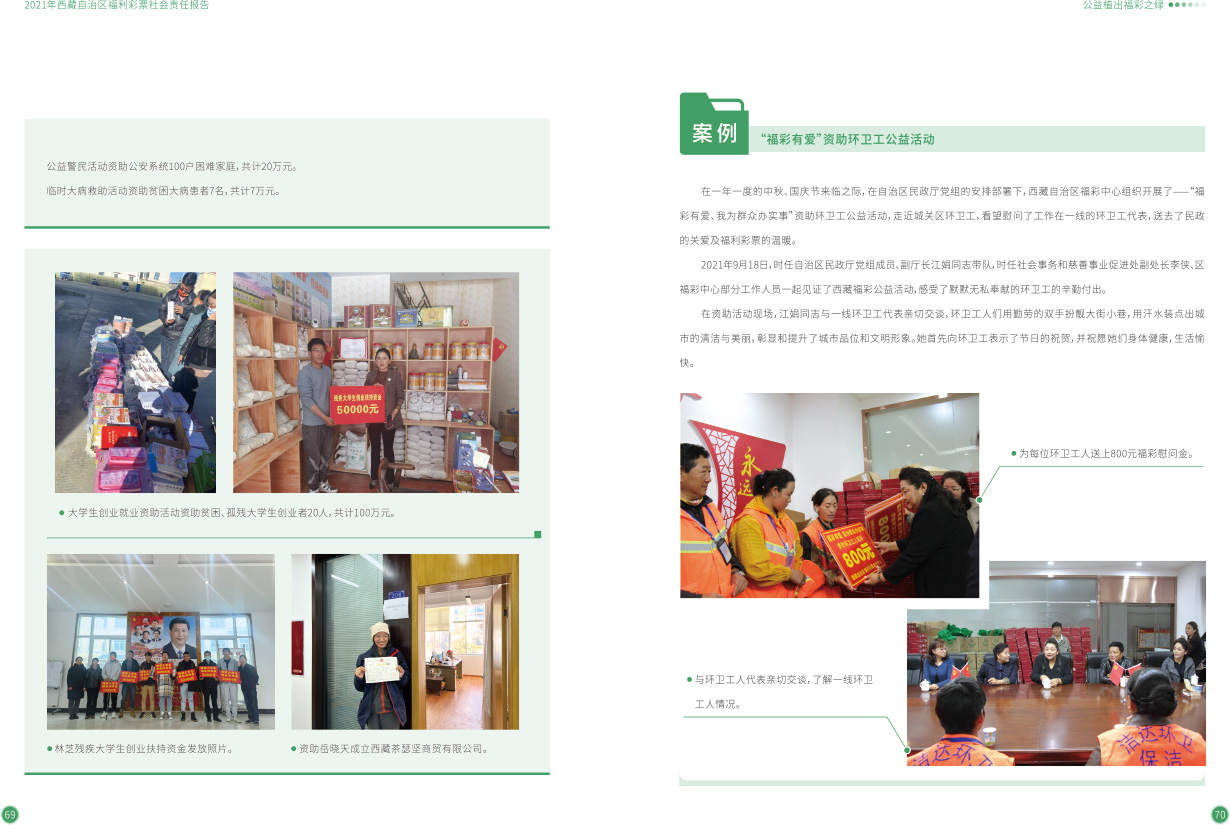 2021年西藏自治区福利彩票社会责任报告
公益警民活动资助公安系统100户困难家庭，共计20万元。
临时大病救助活动资助贫困大病患者7名，共计7万元。
残疾大学生创业扶持资金
50000元
大学生创业就业资助活动资助贫困、孤残大学生创业者20人，共计100万元。
林芝残疾大学生创业扶持资金发放照片。
资助岳晓天成立西藏茶瑟坚商贸有限公司。
69
公益植出福彩之绿
案例
“福彩有爱”资助环卫工公益活动
在一年一度的中秋、国庆节来临之际，在自治区民政厅党组的安排部署下，西藏自治区福彩中心组织开展了——“福
彩有爱、我为群众办实事”资助环卫工公益活动，走近城关区环卫工，看望慰问了工作在一线的环卫工代表，送去了民政
的关爱及福利彩票的温暖。
2021年9月18日，时任自治区民政厅党组成员、副厅长江娟同志带队，时任社会事务和慈善事业促进处副处长李侠、区
福彩中心部分工作人员一起见证了西藏福彩公益活动，感受了默默无私奉献的环卫工的辛勤付出。
在资助活动现场，江娟同志与一线环卫工代表亲切交谈，环卫工人们用勤劳的双手扮靓大街小巷，用汗水装点出城
市的清洁与美丽，彰显和提升了城市品位和文明形象。她首先向环卫工表示了节日的祝贺，并祝愿她们身体健康，生活愉
快。
永远
800元
为每位环卫工人送上800元福彩慰问金。
与环卫工人代表亲切交谈，了解一线环卫
工人情况。
洁达环卫
洁达环卫
保洁
70